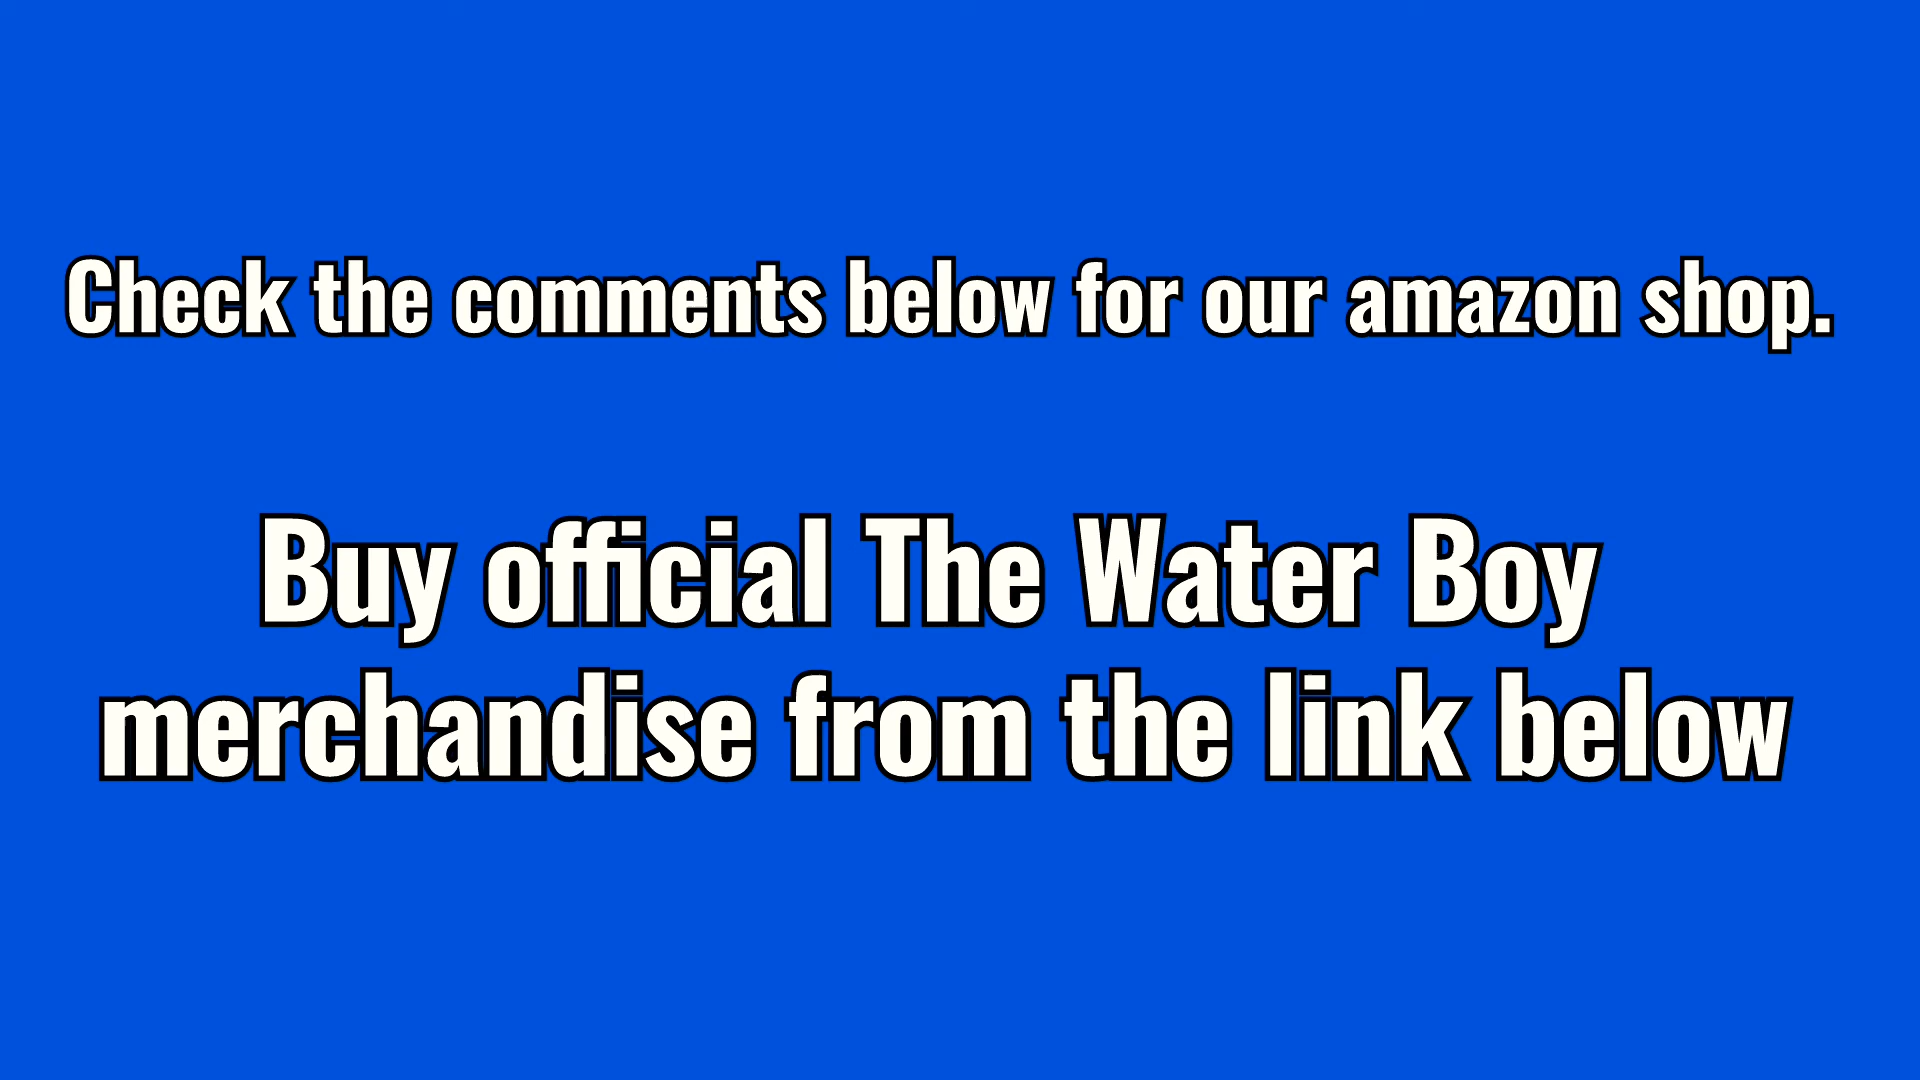 Check the comments below for our amazon shop.
Buy official The Water Boy
merchandise from the link below